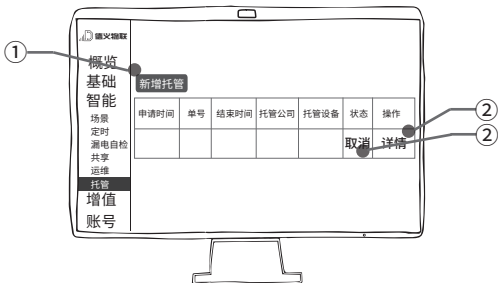 ①
信火物联
概览
基础
智能
场景
定时
漏电自检
共享
运维
托管
增值
账号
新增托管
申请时间 单号 结束时间 托管公司 托管设备 状态 操作
取消 详情
②
②